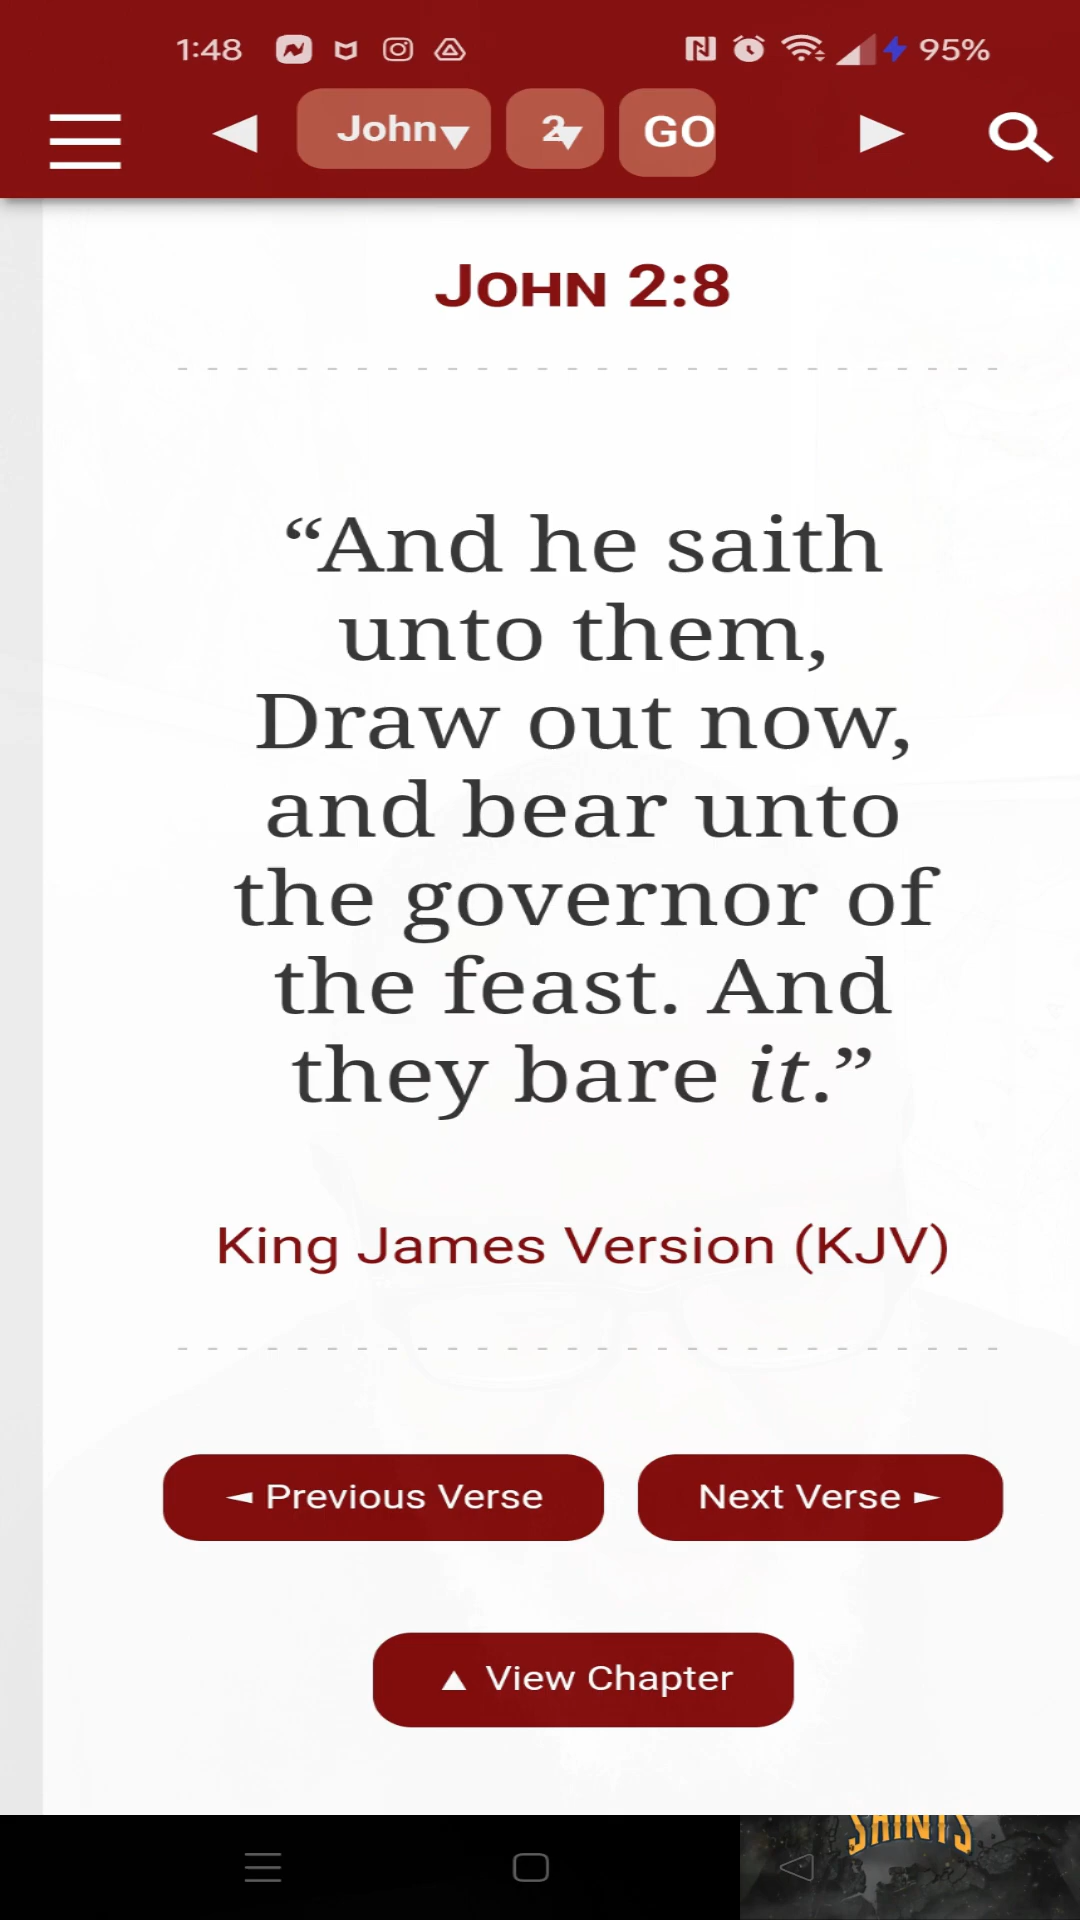 1:48 95%
John 2 GO
JOHN 2:8
“And he saith
unto them,
Draw out now,
and bear unto
the governor of
the feast. And
they bare it.”
King James Version (KJV)
◄ Previous Verse Next Verse ►
▲ View Chapter
SAINTS